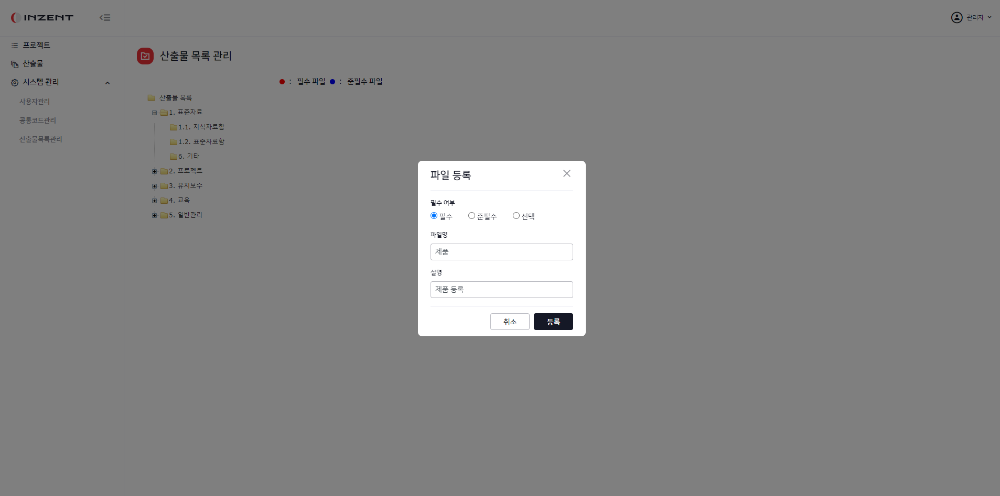 INZENT
관리자
프로젝트
산출물
시스템 관리
사용자관리
공통코드관리
산출물목록관리
산출물 목록 관리
: 필수 파일 : 준필수 파일
산출물 목록
1. 표준자료
1.1. 지식자료함
1.2. 표준자료함
6. 기타
2. 프로젝트
3. 유지보수
4. 교육
5. 일반관리
파일 등록
필수 여부
필수 준필수 선택
파일명
제품
설명
제품 등록
취소 등록